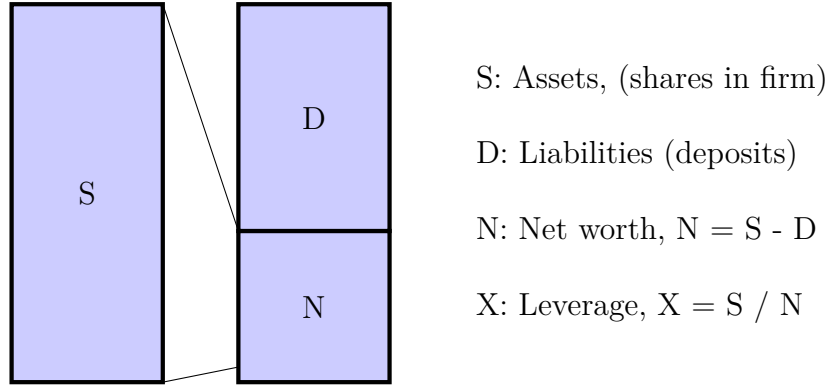 S
D
N
S: Assets, (shares in firm)
D: Liabilities (deposits)
N: Net worth, N = S - D
X: Leverage, X = S / N